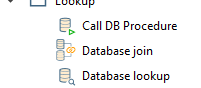 Lookup
Call DB Procedure
Database join
Database lookup